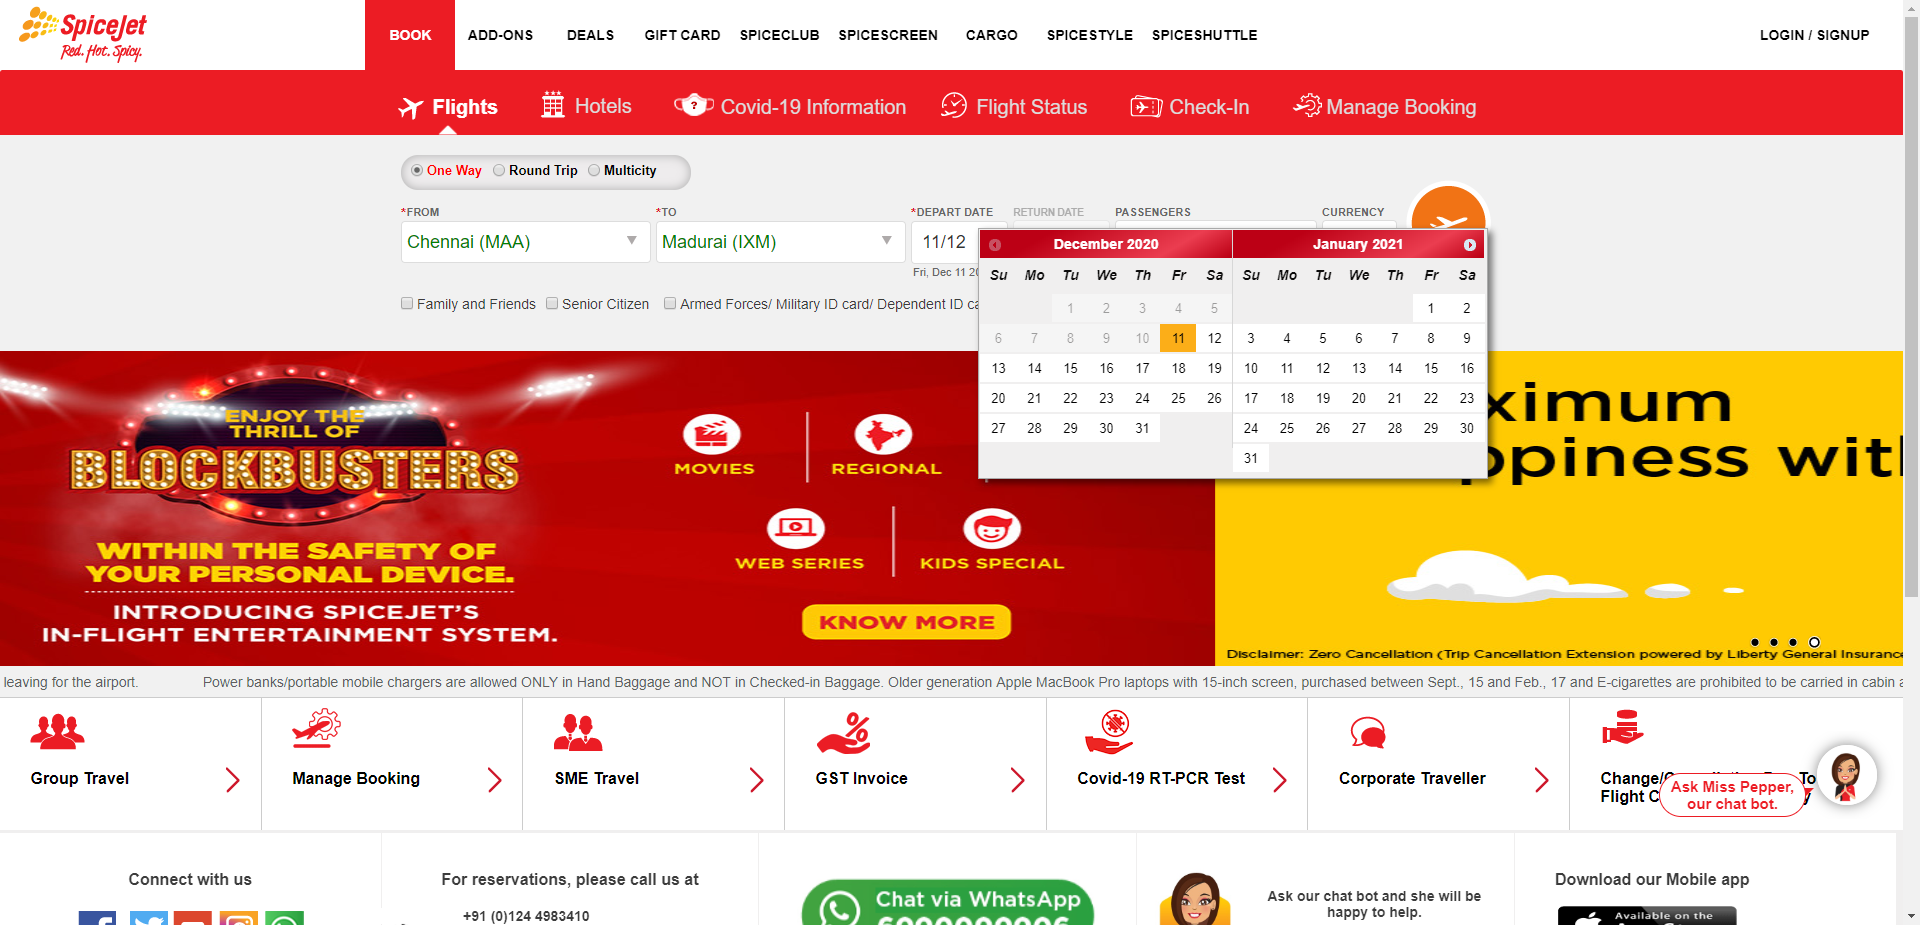 SpiceJet
Red. Hot. Spicy.
BOOK ADD-ONS DEALS GIFT CARD SPICECLUB SPICESCREEN CARGO SPICESTYLE SPICESHUTTLE LOGIN / SIGNUP
Flights Hotels Covid-19 Information Flight Status Check-In Manage Booking
One Way Round Trip Multicity
*FROM *TO *DEPART DATE RETURN DATE PASSENGERS CURRENCY
Chennai (MAA) Madurai (IXM) 11/12
Fri, Dec 11 20
Family and Friends Senior Citizen Armed Forces/ Military ID card/ Dependent ID ca
December 2020 January 2021
Su Mo Tu We Th Fr Sa Su Mo Tu We Th Fr Sa
1 2 3 4 5 1 2
6 7 8 9 10 11 12 3 4 5 6 7 8 9
13 14 15 16 17 18 19 10 11 12 13 14 15 16
20 21 22 23 24 25 26 17 18 19 20 21 22 23
27 28 29 30 31 24 25 26 27 28 29 30
31
ENJOY THE
THRILL OF
BLOCKBUSTERS
WITHIN THE SAFETY OF
YOUR PERSONAL DEVICE.
INTRODUCING SPICEJET'S
IN-FLIGHT ENTERTAINMENT SYSTEM.
MOVIES REGIONAL
WEB SERIES KIDS SPECIAL
KNOW MORE
ximum
ppiness with
Disclaimer: Zero Cancellation (Trip Cancellation Extension powered by Liberty General Insurance
leaving for the airport. Power banks/portable mobile chargers are allowed ONLY in Hand Baggage and NOT in Checked-in Baggage. Older generation Apple MacBook Pro laptops with 15-inch screen, purchased between Sept., 15 and Feb., 17 and E-cigarettes are prohibited to be carried in cabin a
Group Travel Manage Booking SME Travel GST Invoice Covid-19 RT-PCR Test Corporate Traveller
Change/ To
Flight C y
Ask Miss Pepper,
our chat bot.
Connect with us
For reservations, please call us at
+91 (0)124 4983410
Chat via WhatsApp
Ask our chat bot and she will be
happy to help.
Download our Mobile app
Available on the